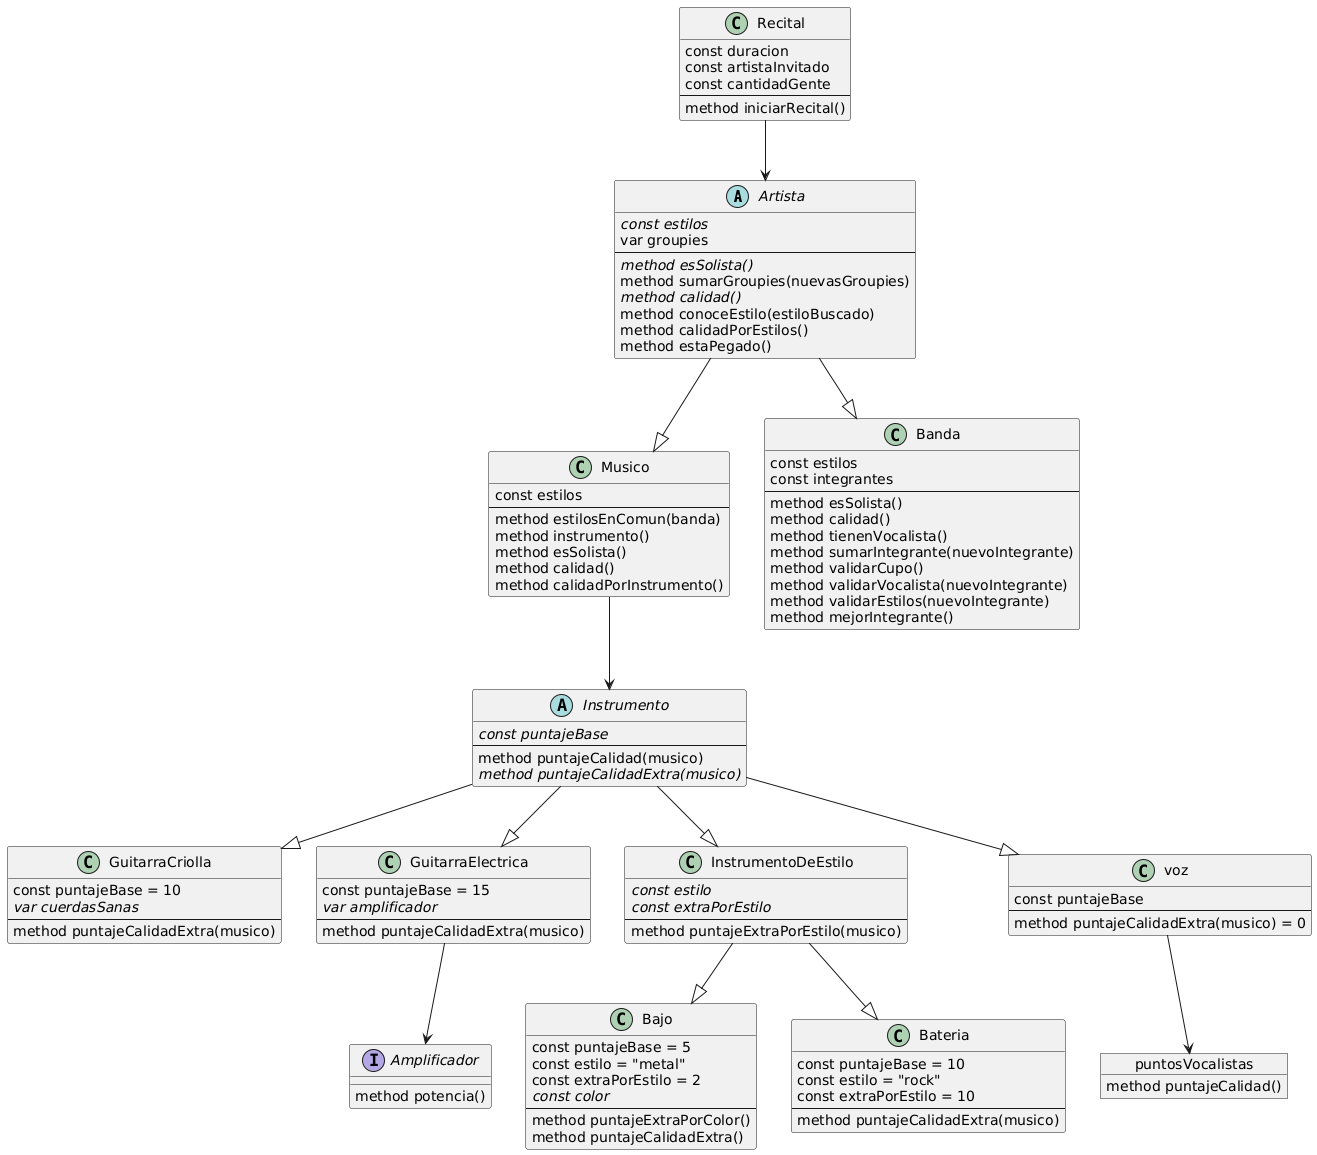 C Recital
const duracion
const artistaInvitado
const cantidadGente
method iniciarRecital()
A Artista
const estilos
var groupies
method esSolista()
method sumarGroupies(nuevasGroupies)
method calidad()
method conoceEstilo(estiloBuscado)
method calidadPorEstilos()
method estaPegado()
C Musico
const estilos
method estilosEnComun(banda)
method instrumento()
method esSolista()
method calidad()
method calidadPorInstrumento()
C Banda
const estilos
const integrantes
method esSolista()
method calidad()
method tienenVocalista()
method sumarIntegrante(nuevoIntegrante)
method validarCupo()
method validarVocalista(nuevoIntegrante)
method validarEstilos(nuevoIntegrante)
method mejorIntegrante()
A Instrumento
const puntajeBase
method puntajeCalidad(musico)
method puntajeCalidadExtra(musico)
C GuitarraCriolla
const puntajeBase = 10
var cuerdasSanas
method puntajeCalidadExtra(musico)
C GuitarraElectrica
const puntajeBase = 15
var amplificador
method puntajeCalidadExtra(musico)
C InstrumentoDeEstilo
const estilo
const extraPorEstilo
method puntajeExtraPorEstilo(musico)
C voz
const puntajeBase
method puntajeCalidadExtra(musico) = 0
I Amplificador
method potencia()
C Bajo
const puntajeBase = 5
const estilo = "metal"
const extraPorEstilo = 2
const color
method puntajeExtraPorColor()
method puntajeCalidadExtra()
C Bateria
const puntajeBase = 10
const estilo = "rock"
const extraPorEstilo = 10
method puntajeCalidadExtra(musico)
puntosVocalistas
method puntajeCalidad()